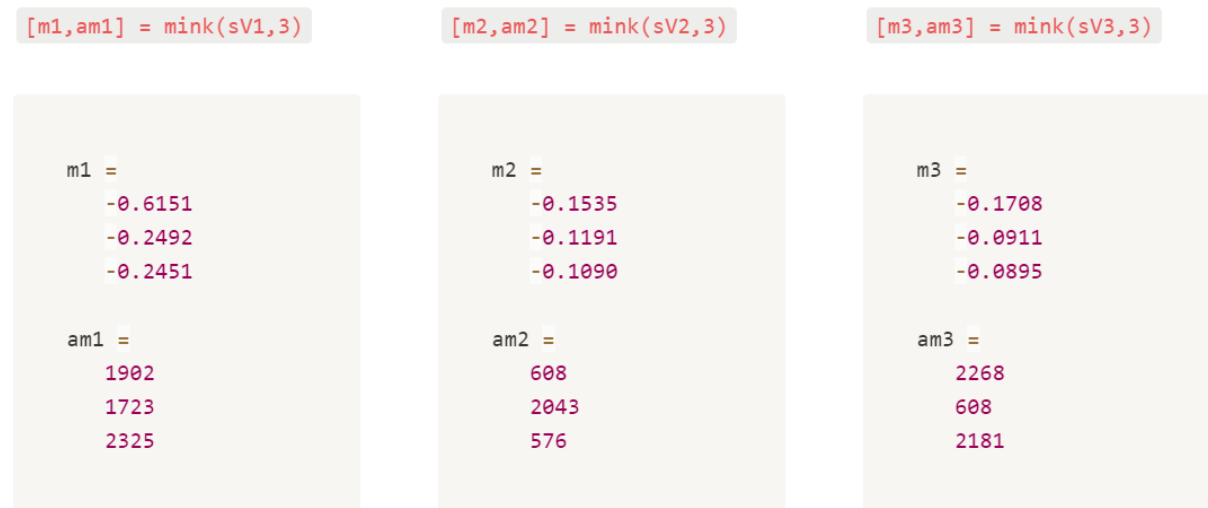 [m1,am1] = mink(sV1,3)
m1 =
-0.6151
-0.2492
-0.2451
am1 =
1902
1723
2325
[m2,am2] = mink(sV2,3)
m2 =
-0.1535
-0.1191
-0.1090
am2 =
608
2043
576
[m3,am3] = mink(sV3,3)
m3 =
-0.1708
-0.0911
-0.0895
am3 =
2268
608
2181